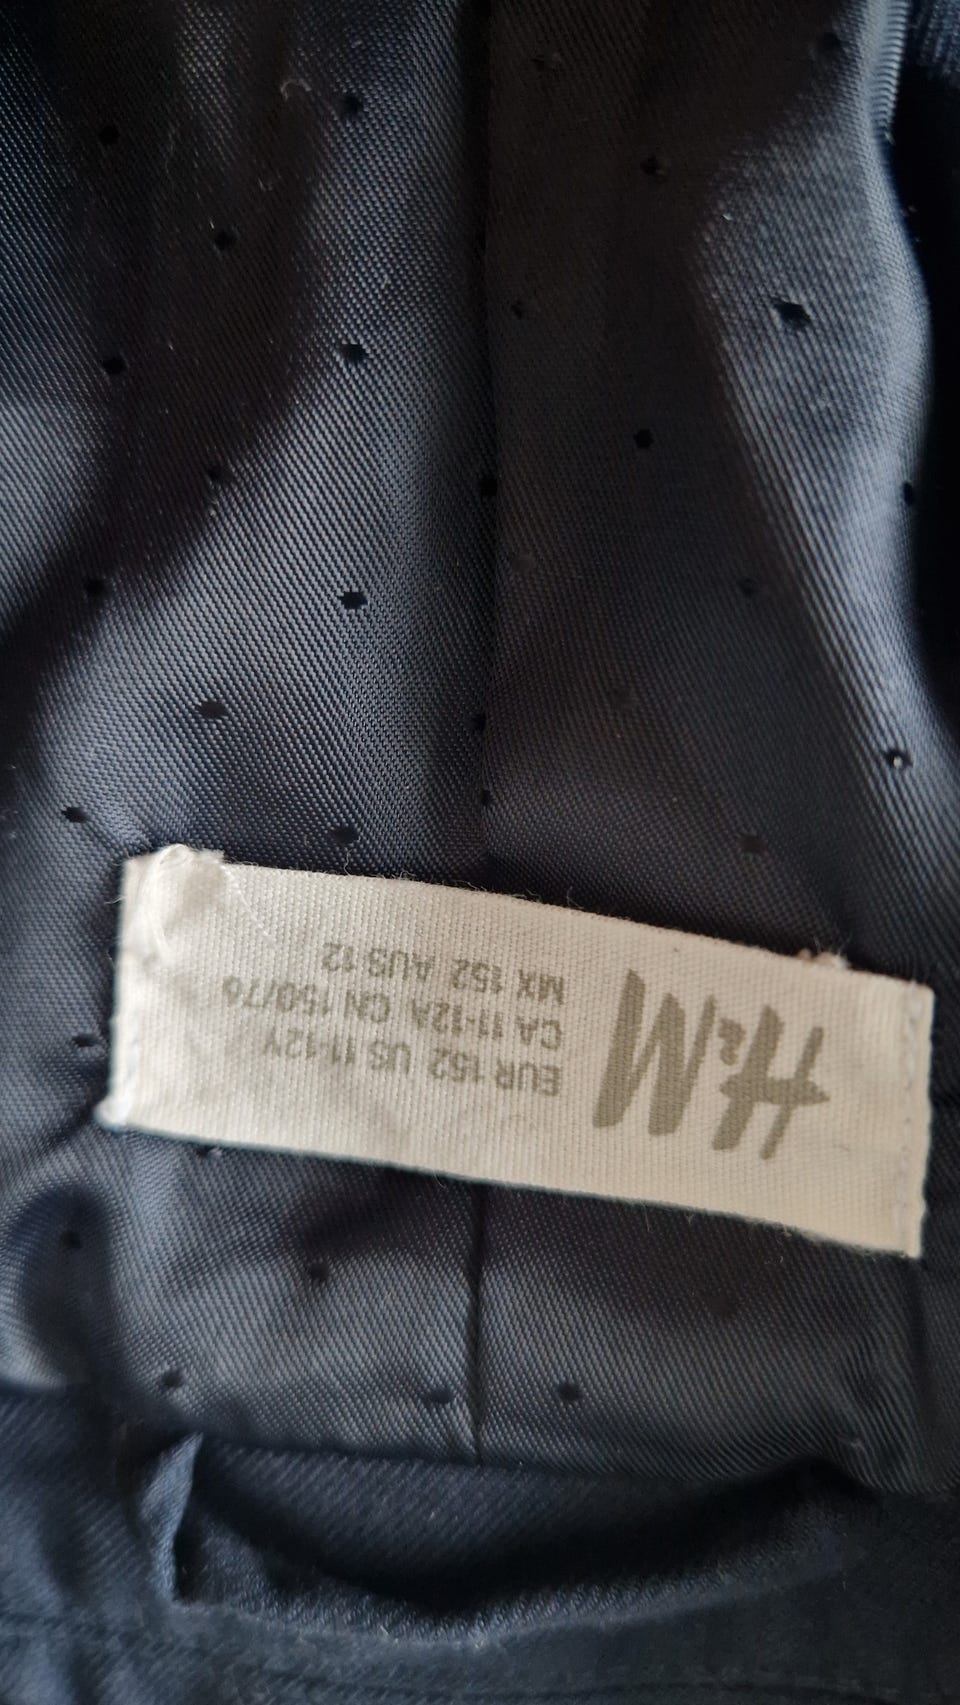 H&M
EUR 152 US 11-12Y
CA 11-12A CN 150/76
MX 152 AUS 12